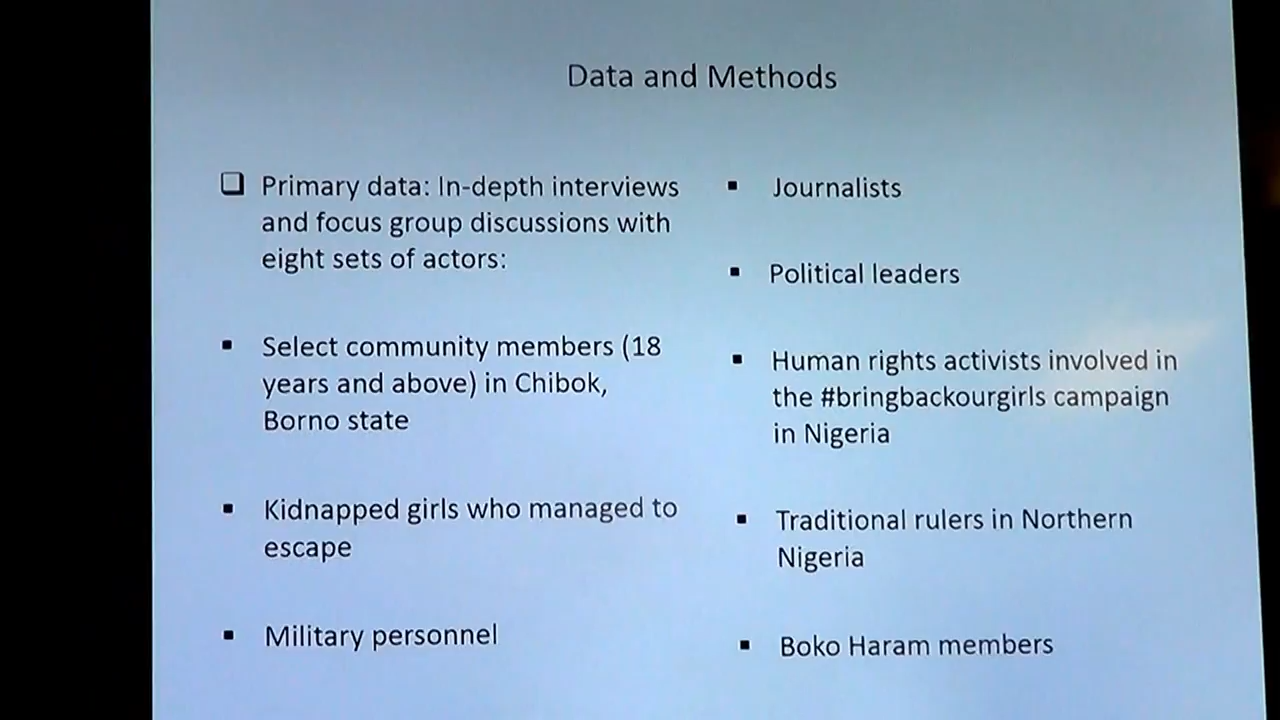 Data and Methods
Primary data: In-depth interviews
and focus group discussions with
eight sets of actors:
Select community members (18
years and above) in Chibok,
Borno state
Kidnapped girls who managed to
escape
Military personnel
Journalists
Political leaders
Human rights activists involved in
the #bringbackourgirls campaign
in Nigeria
Traditional rulers in Northern
Nigeria
Boko Haram members